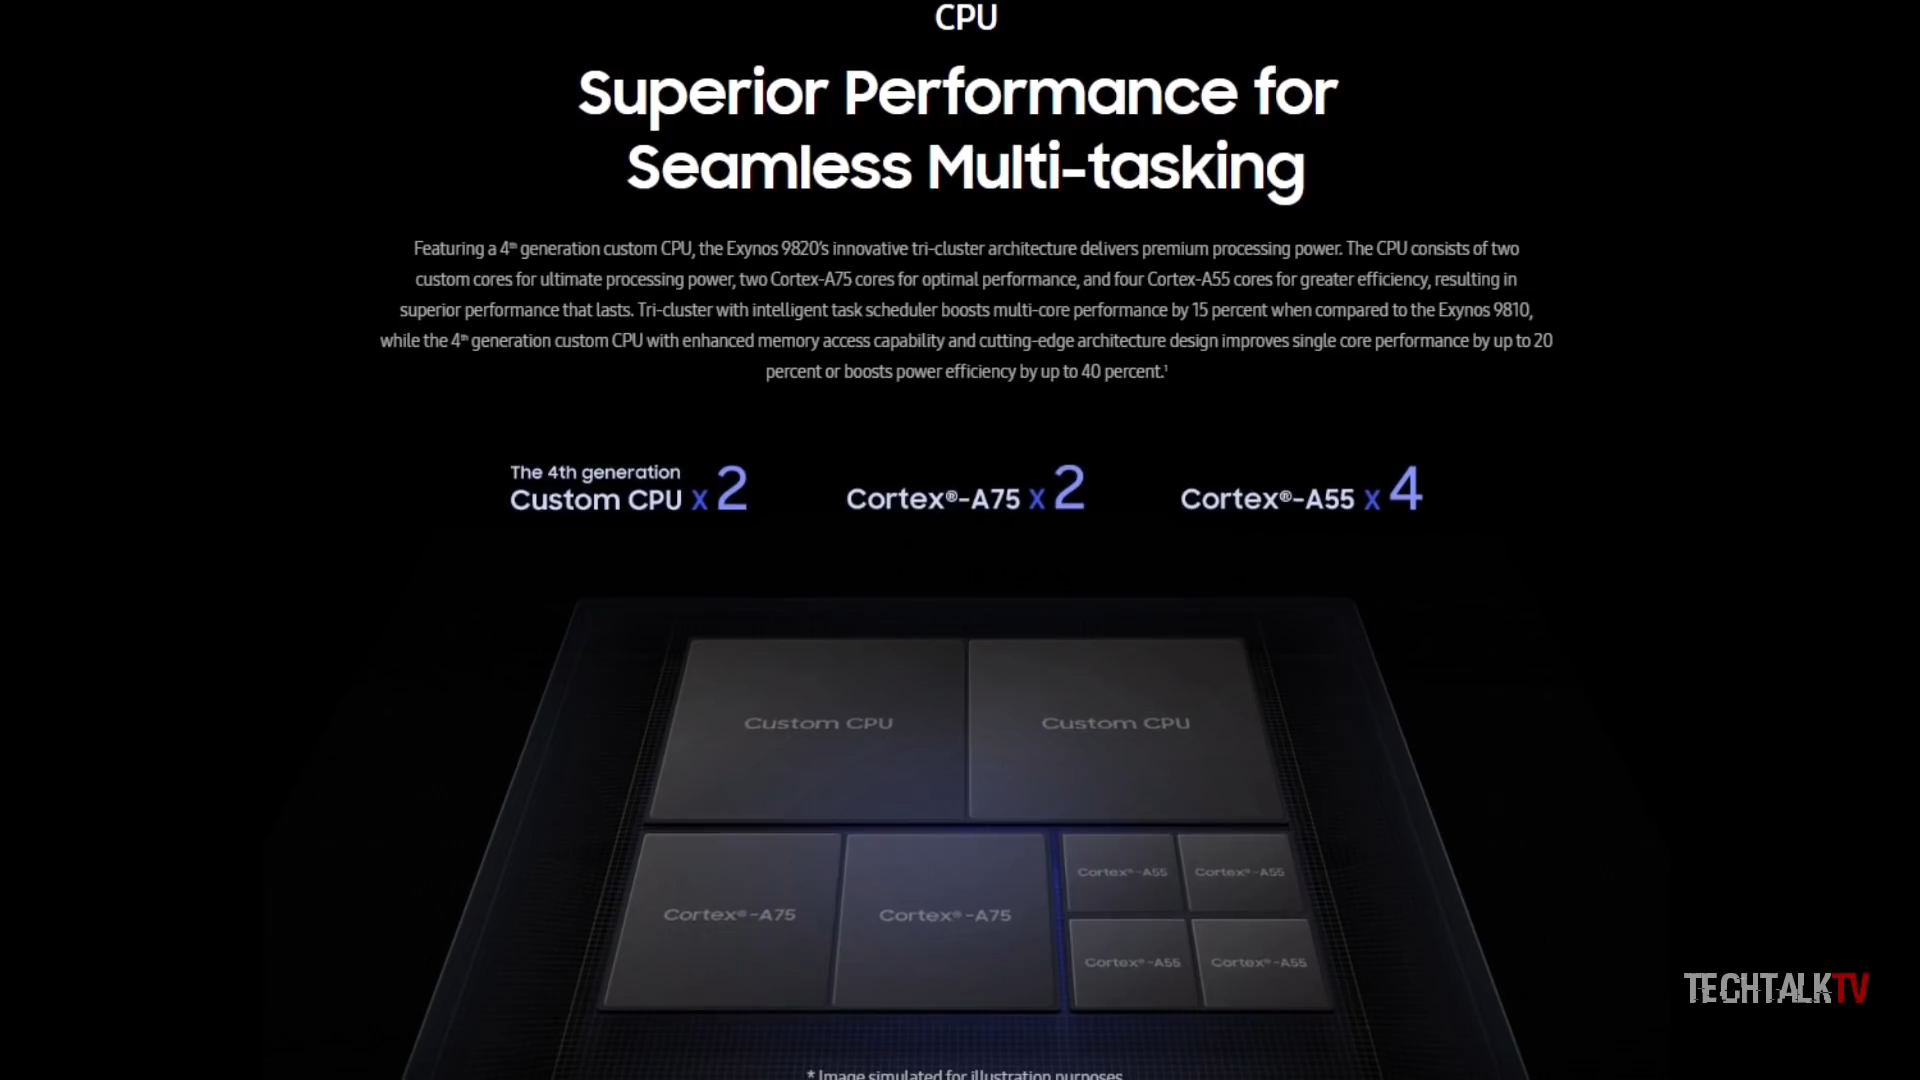 CPU
Superior Performance for
Seamless Multi-tasking
Featuring a 4th generation custom CPU, the Exynos 9820's innovative tri-cluster architecture delivers premium processing power. The CPU consists of two
custom cores for ultimate processing power, two Cortex-A75 cores for optimal performance, and four Cortex-A55 cores for greater efficiency, resulting in
superior performance that lasts. Tri-cluster with intelligent task scheduler boosts multi-core performance by 15 percent when compared to the Exynos 9810,
while the 4th generation custom CPU with enhanced memory access capability and cutting-edge architecture design improves single core performance by up to 20
percent or boosts power efficiency by up to 40 percent.¹
The 4th generation
Custom CPU x 2
Cortex®-A75 x 2
Cortex®-A55 x 4
Custom CPU
Custom CPU
Cortex®-A75
Cortex®-A75
Cortex®-A55
Cortex®-A55
Cortex®-A55
Cortex®-A55
TECHTALKTV
* Image simulated for illustration purposes